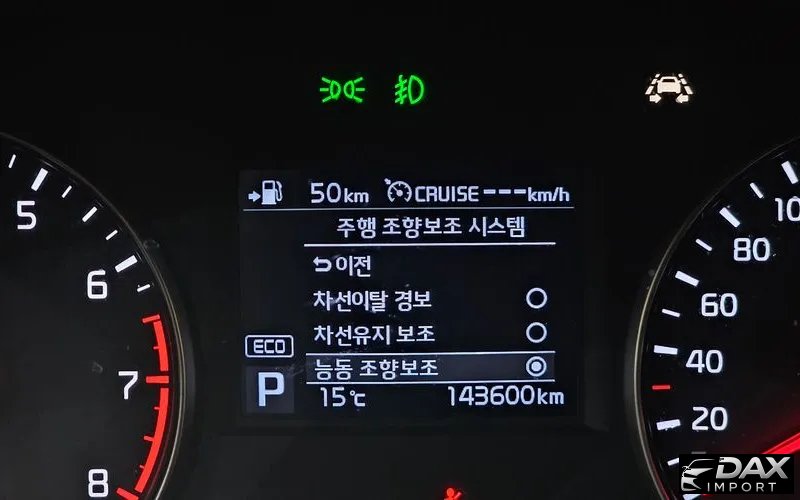 50km CRUISE---km/h
주행 조향보조 시스템
이전
차선이탈 경보
차선유지 보조
능동 조향보조
ECO
P
15℃ 143600km
5
6
7
8
80
60
40
20
DAX
IMPORT